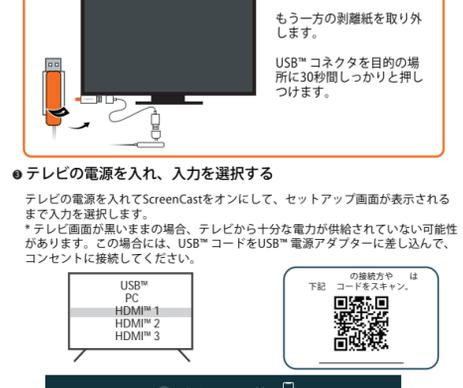 もう一方の剥離紙を取り外
します。
USB™ コネクタを目的の場
所に30秒間しっかりと押し
つけます。
❸ テレビの電源を入れ、入力を選択する
テレビの電源を入れてScreenCastをオンにして、セットアップ画面が表示される
まで入力を選択します。
* テレビ画面が黒いままの場合、テレビから十分な電力が供給されていない可能性
があります。この場合には、USB™ コードをUSB™ 電源アダプターに差し込んで、
コンセントに接続してください。
USB™
PC
HDMI™ 1
HDMI™ 2
HDMI™ 3
の接続方や は
下記 コードをスキャン。